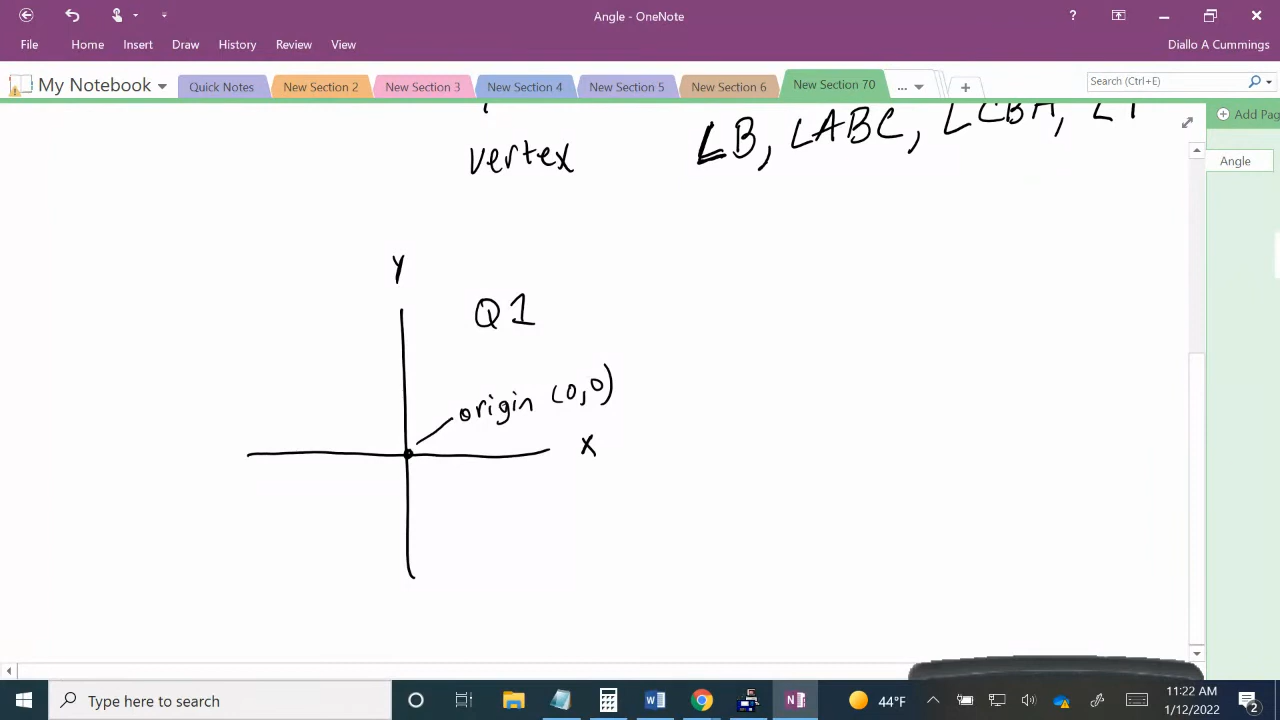 Angle - OneNote
File Home Insert Draw History Review View
Diallo A Cummings
My Notebook Quick Notes New Section 2 New Section 3 New Section 4 New Section 5 New Section 6 New Section 70 ... + Search (Ctrl+E)
Add Pag
Angle
vertex ∠B, ∠ABC, ∠CBA,
Y
Q1
origin (0,0)
X
Type here to search
44°F
11:22 AM
1/12/2022
2